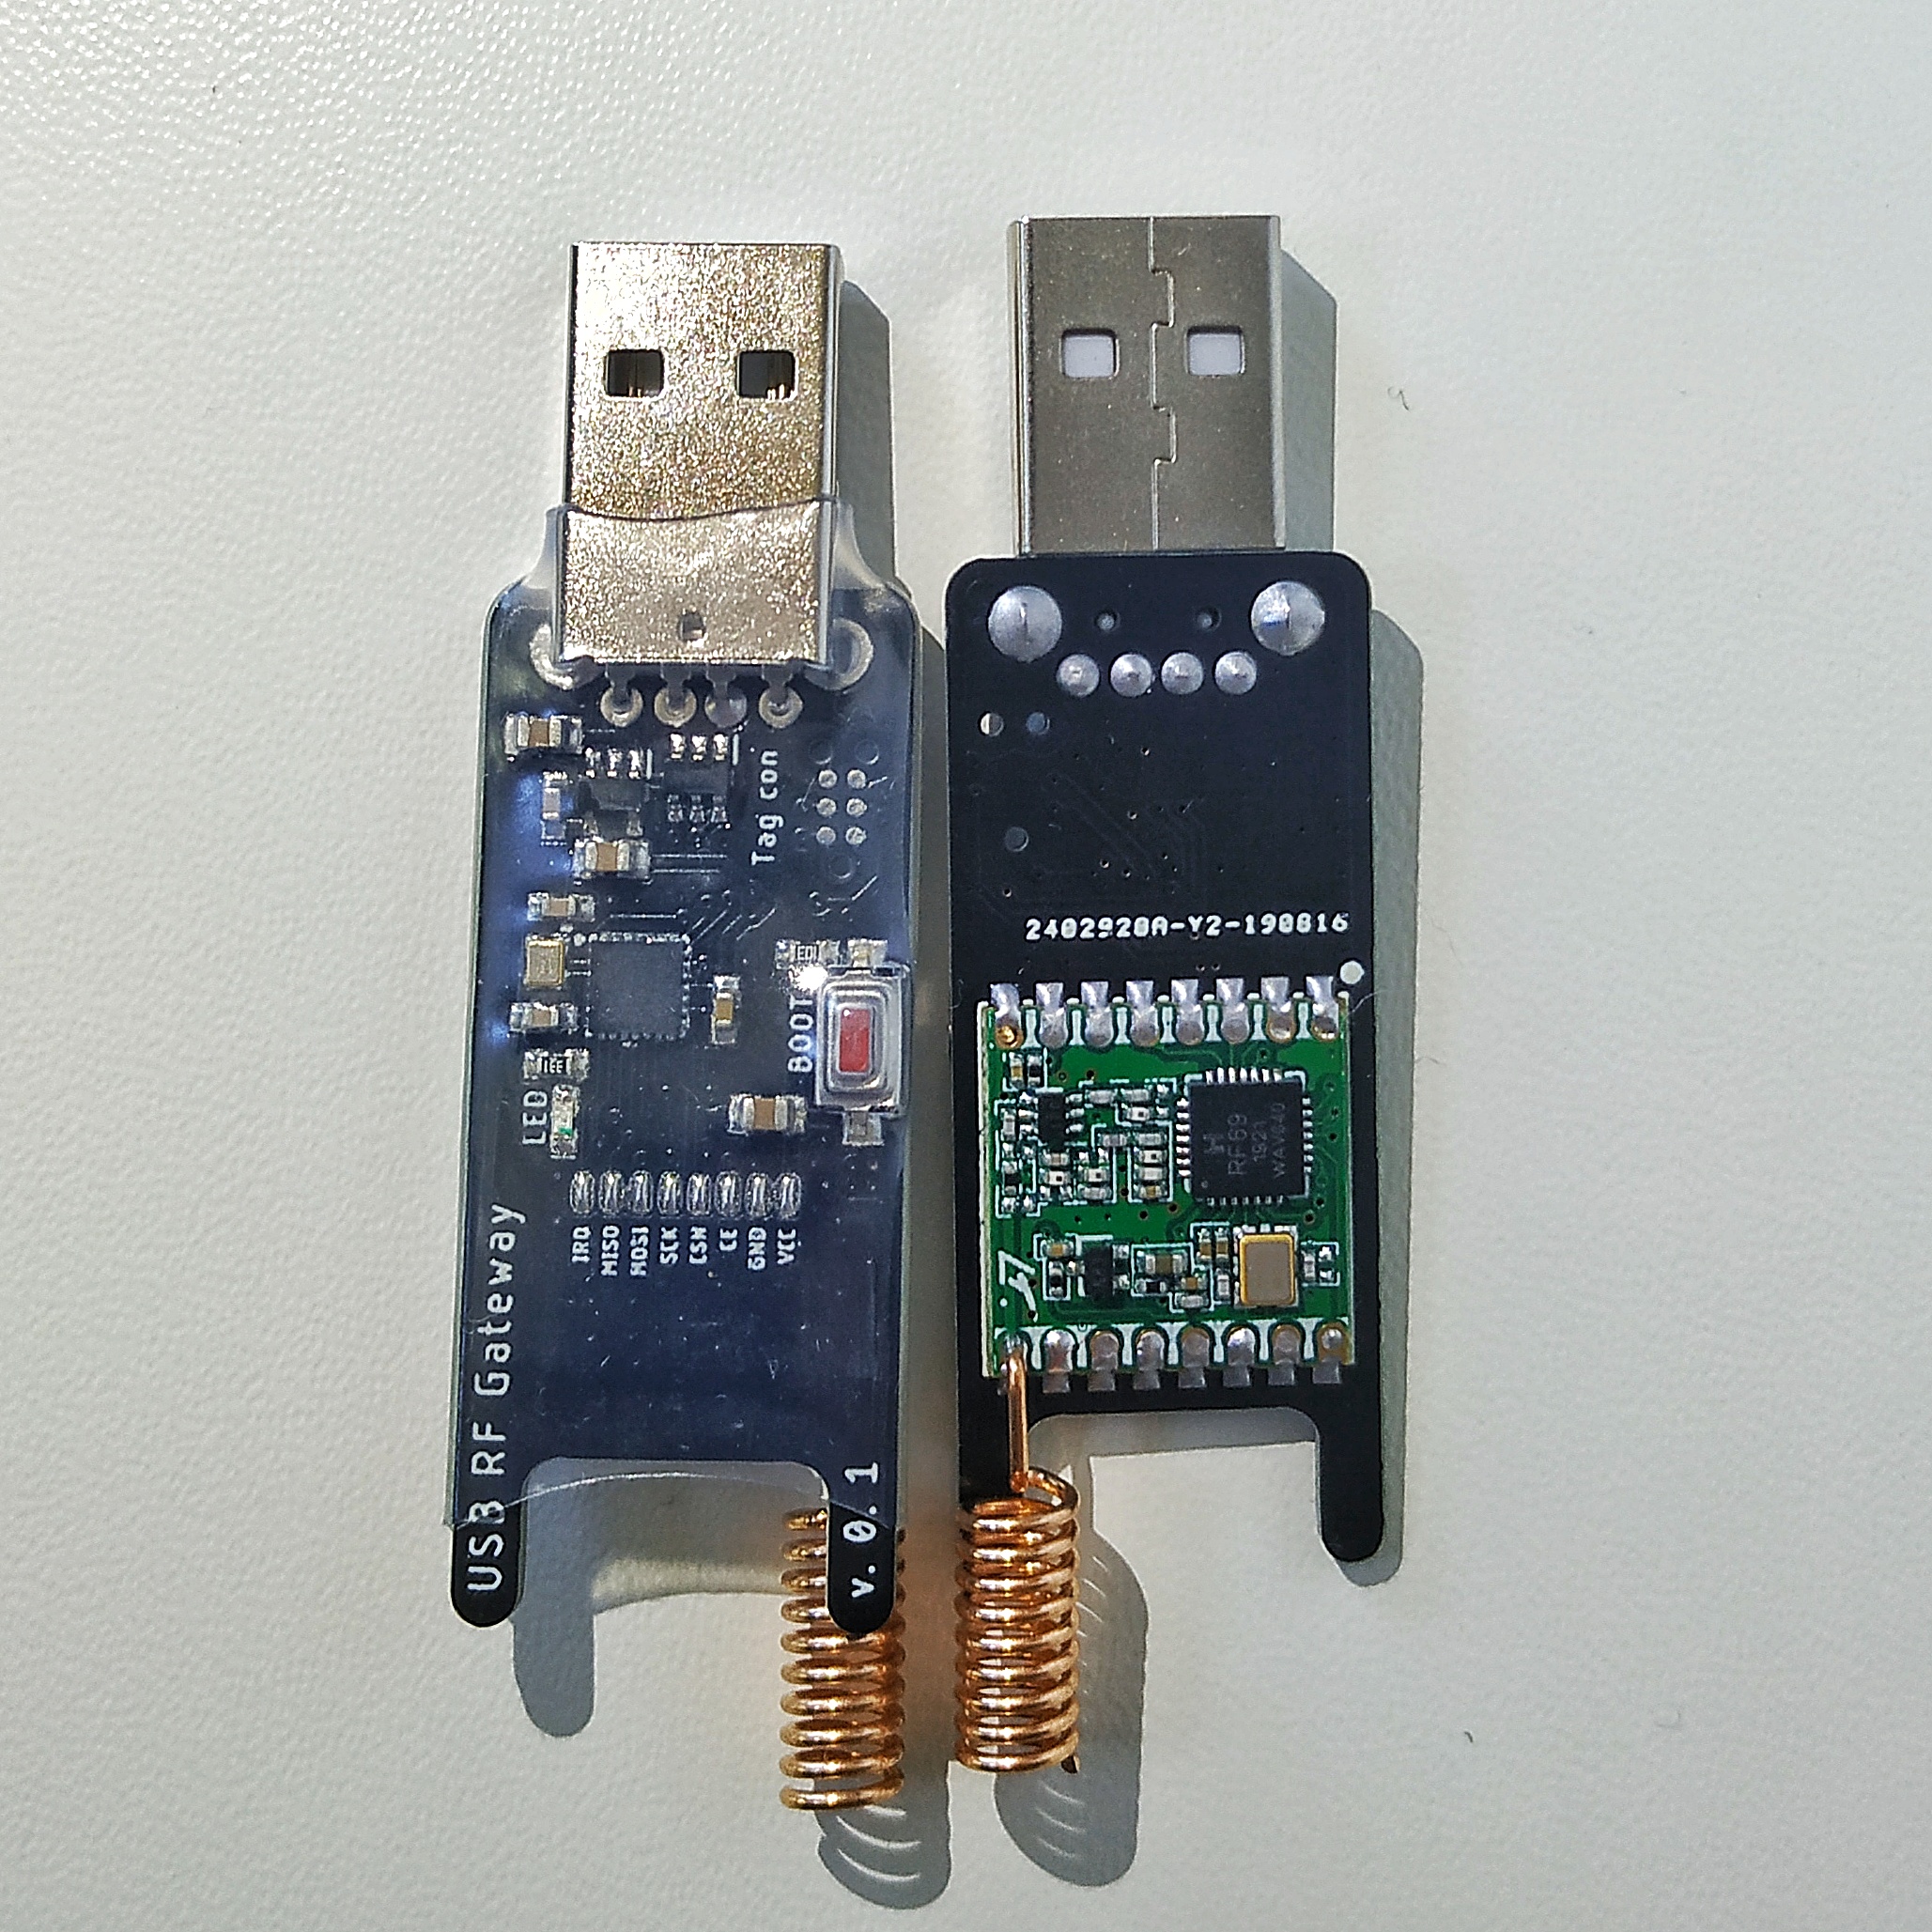 Tag con
BOOT
LED
IRQ
MISO
MOSI
SCK
CSN
CE
GND
VCC
USB RF Gateway
v.0.1
2402920A-Y2-190816
RF69
1921